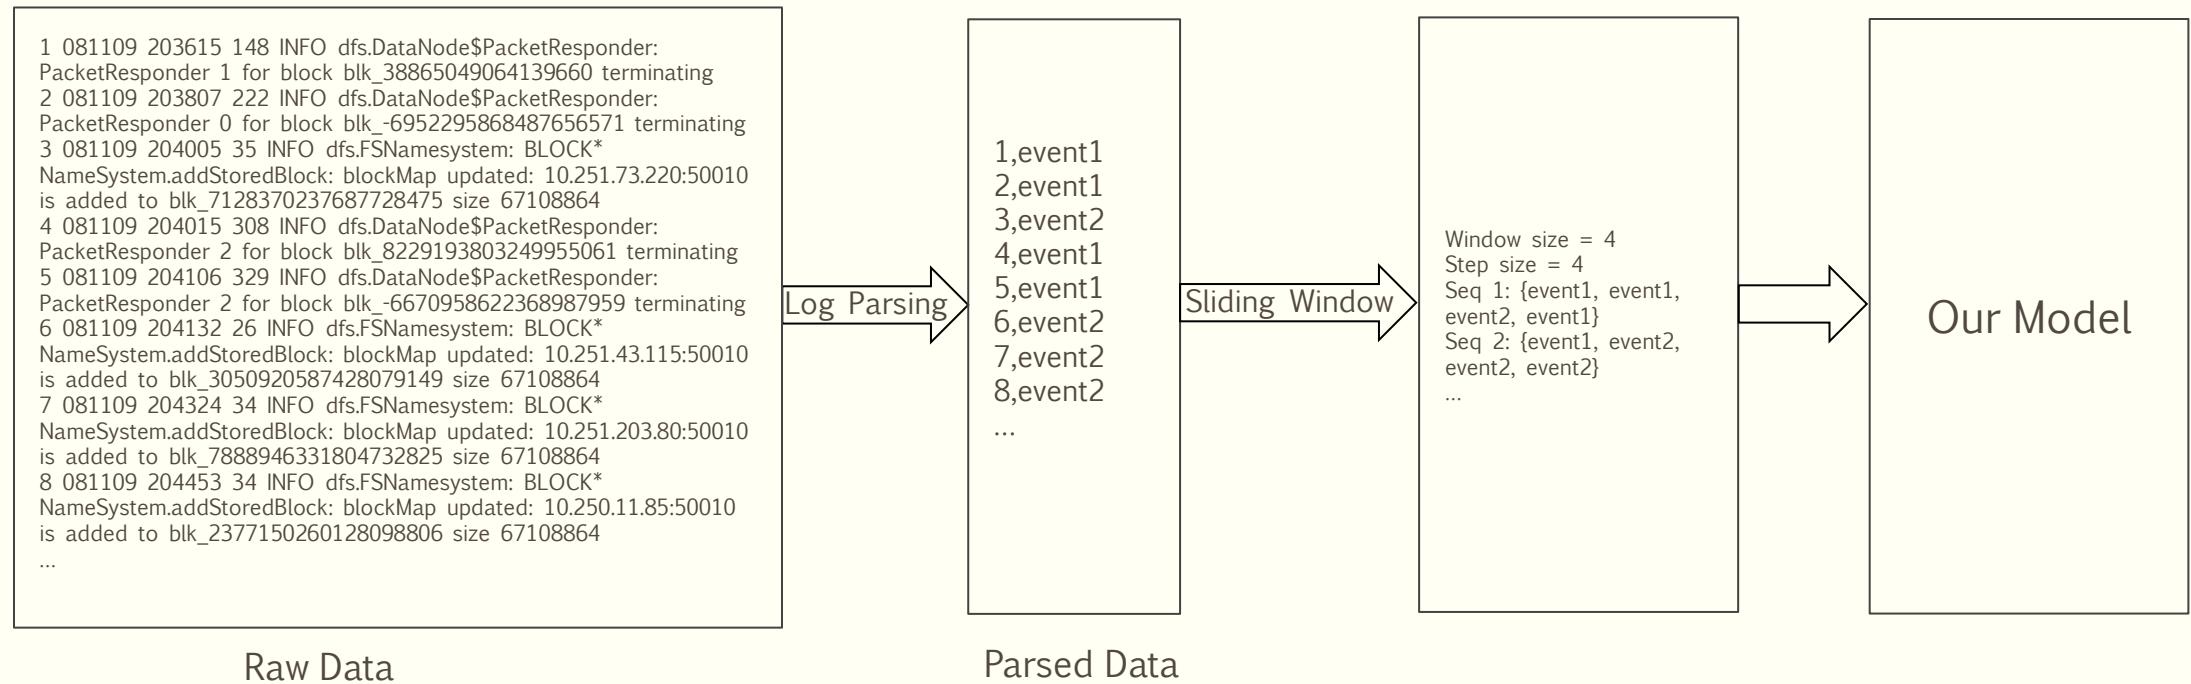 1 081109 203615 148 INFO dfs.DataNode$PacketResponder:
PacketResponder 1 for block blk_38865049064139660 terminating
2 081109 203807 222 INFO dfs.DataNode$PacketResponder:
PacketResponder 0 for block blk_-6952295868487656571 terminating
3 081109 204005 35 INFO dfs.FSNamesystem: BLOCK*
NameSystem.addStoredBlock: blockMap updated: 10.251.73.220:50010
is added to blk_7128370237687728475 size 67108864
4 081109 204015 308 INFO dfs.DataNode$PacketResponder:
PacketResponder 2 for block blk_8229193803249955061 terminating
5 081109 204106 329 INFO dfs.DataNode$PacketResponder:
PacketResponder 2 for block blk_-6670958622368987959 terminating
6 081109 204132 26 INFO dfs.FSNamesystem: BLOCK*
NameSystem.addStoredBlock: blockMap updated: 10.251.43.115:50010
is added to blk_3050920587428079149 size 67108864
7 081109 204324 34 INFO dfs.FSNamesystem: BLOCK*
NameSystem.addStoredBlock: blockMap updated: 10.251.203.80:50010
is added to blk_7888946331804732825 size 67108864
8 081109 204453 34 INFO dfs.FSNamesystem: BLOCK*
NameSystem.addStoredBlock: blockMap updated: 10.250.11.85:50010
is added to blk_2377150260128098806 size 67108864
...
Raw Data
Log Parsing
1,event1
2,event1
3,event2
4,event1
5,event1
6,event2
7,event2
8,event2
...
Parsed Data
Sliding Window
Window size = 4
Step size = 4
Seq 1: {event1, event1,
event2, event1}
Seq 2: {event1, event2,
event2, event2}
...
Our Model